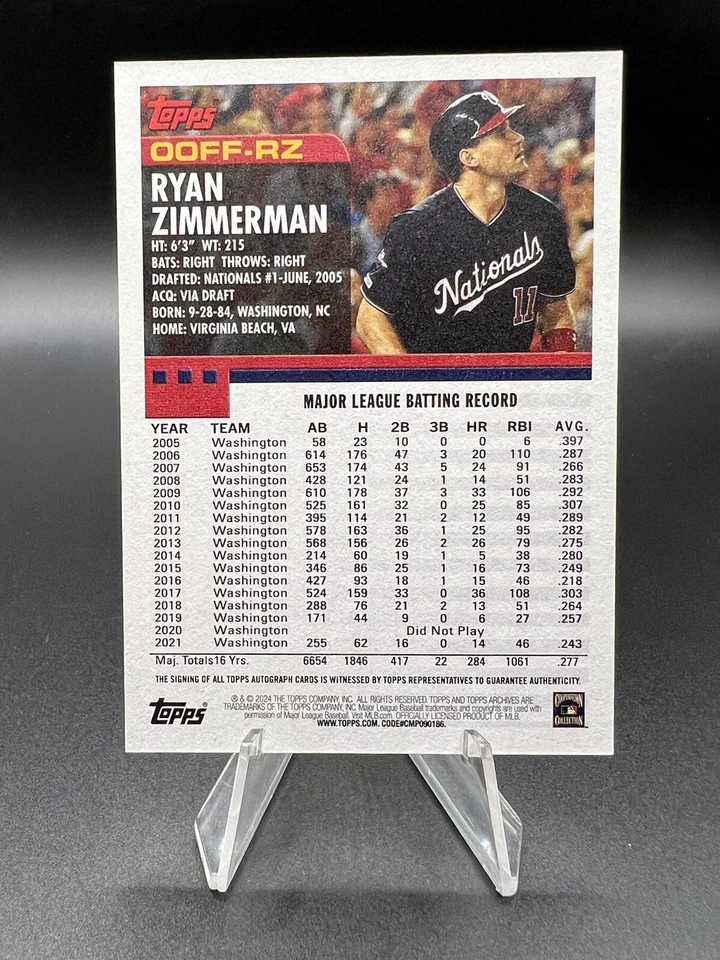 Topps
00FF-RZ
RYAN
ZIMMERMAN
HT: 6'3" WT: 215
BATS: RIGHT THROWS: RIGHT
DRAFTED: NATIONALS #1-JUNE, 2005
ACQ: VIA DRAFT
BORN: 9-28-84, WASHINGTON, NC
HOME: VIRGINIA BEACH, VA
Nationals
11
MAJOR LEAGUE BATTING RECORD
YEAR TEAM AB H 2B 3B HR RBI AVG.
2005 Washington 58 23 10 0 0 6 .397
2006 Washington 614 176 47 3 20 110 .287
2007 Washington 653 174 43 5 24 91 .266
2008 Washington 428 121 24 1 14 51 .283
2009 Washington 610 178 37 3 33 106 .292
2010 Washington 525 161 32 0 25 85 .307
2011 Washington 395 114 21 2 12 49 .289
2012 Washington 578 163 36 1 25 95 .282
2013 Washington 568 156 26 2 26 79 .275
2014 Washington 214 60 19 1 5 38 .280
2015 Washington 346 86 25 1 16 73 .249
2016 Washington 427 93 18 1 15 46 .218
2017 Washington 524 159 33 0 36 108 .303
2018 Washington 288 76 21 2 13 51 .264
2019 Washington 171 44 9 0 6 27 .257
2020 Washington Did Not Play
2021 Washington 255 62 16 0 14 46 .243
Maj. Totals 16 Yrs. 6654 1846 417 22 284 1061 .277
THE SIGNING OF ALL TOPPS AUTOGRAPH CARDS IS WITNESSED BY TOPPS REPRESENTATIVES TO GUARANTEE AUTHENTICITY.
Topps
® & © 2024 THE TOPPS COMPANY, INC. ALL RIGHTS RESERVED. TOPPS AND TOPPS ARCHIVES ARE
TRADEMARKS OF THE TOPPS COMPANY, INC. Major League Baseball trademarks and copyrights are used with
permission of Major League Baseball. Visit MLB.com. OFFICIALLY LICENSED PRODUCT OF MLB.
WWW.TOPPS.COM. CODE#CMP090186.
COOPERSTOWN
COLLECTION